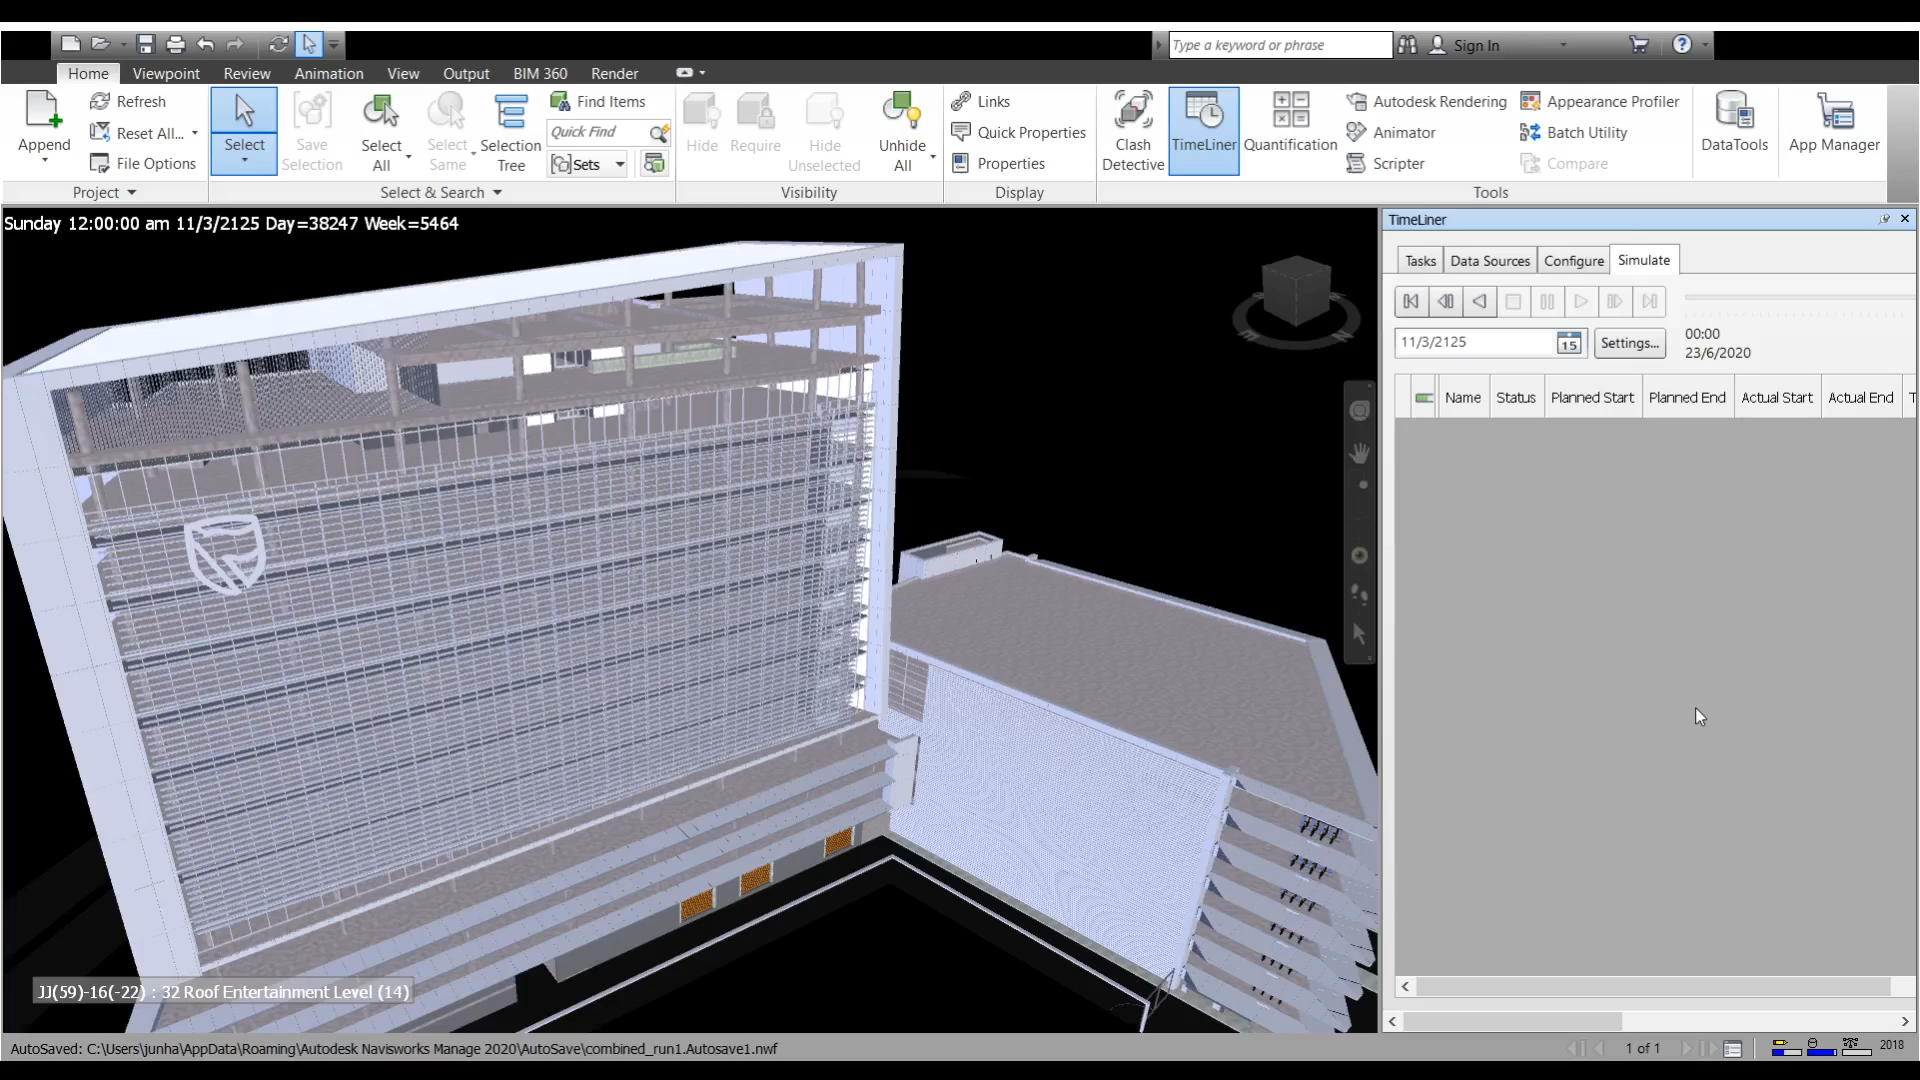 Type a keyword or phrase
Sign In
Home Viewpoint Review Animation View Output BIM 360 Render
Append
Refresh
Reset All...
File Options
Project
Select
Save Selection
Select All
Select Same
Selection Tree
Find Items
Quick Find
Sets
Select & Search
Hide
Require
Hide Unselected
Unhide All
Visibility
Links
Quick Properties
Properties
Display
Clash Detective
TimeLiner
Quantification
Autodesk Rendering
Animator
Scripter
Appearance Profiler
Batch Utility
Compare
Tools
DataTools
App Manager
Sunday 12:00:00 am 11/3/2125 Day=38247 Week=5464
TimeLiner
Tasks Data Sources Configure Simulate
11/3/2125
15
Settings...
00:00
23/6/2020
Name Status Planned Start Planned End Actual Start Actual End T
JJ(59)-16(-22) : 32 Roof Entertainment Level (14)
AutoSaved: C:\Users\junha\AppData\Roaming\Autodesk Navisworks Manage 2020\AutoSave\combined_run1.Autosave1.nwf
1 of 1
2018